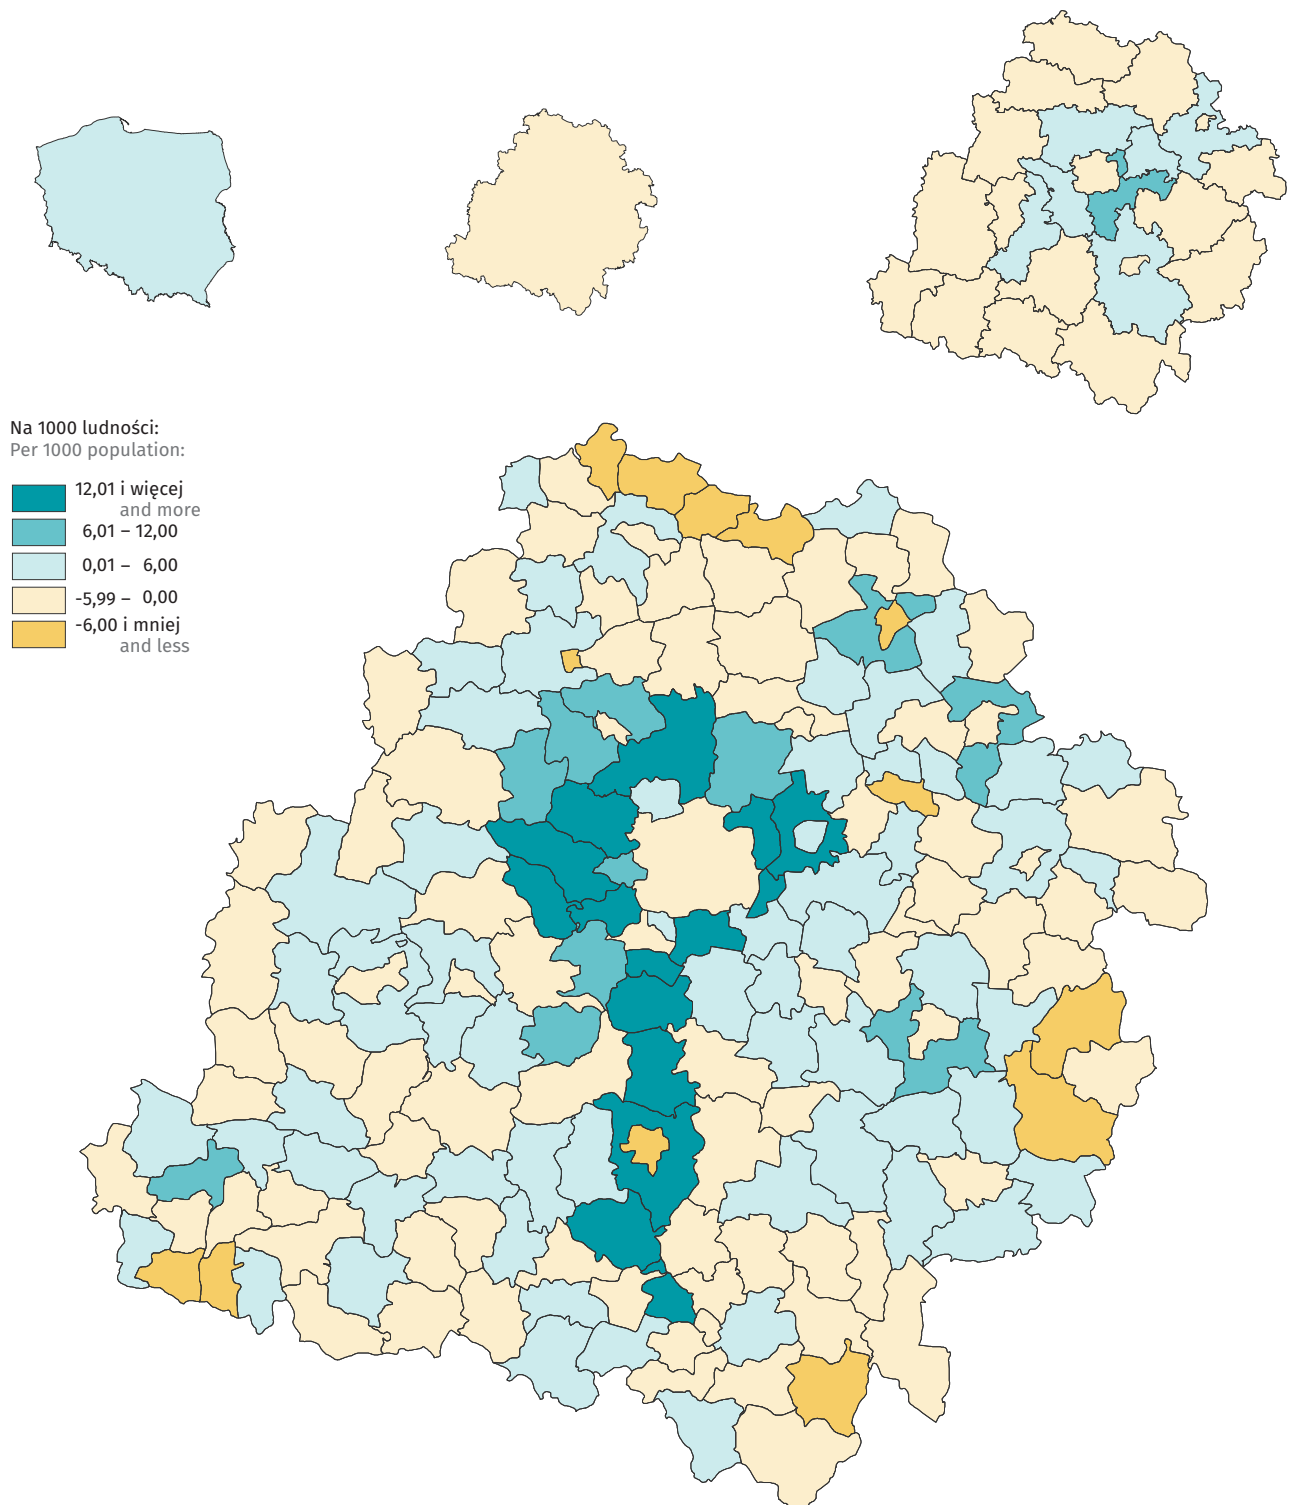 Na 1000 ludności:
Per 1000 population:
12,01 i więcej
and more
6,01 – 12,00
0,01 – 6,00
-5,99 – 0,00
-6,00 i mniej
and less